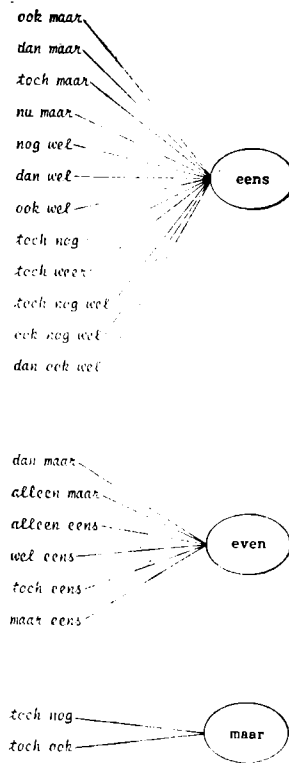 ook maar
dan maar
toch maar
nu maar
nog wel
dan wel
eens
ook wel
toch nog
toch weer
toch nog wel
ook nog wel
dan ook wel
dan maar
alleen maar
alleen eens
even
wel eens
toch eens
maar eens
toch nog
maar
toch ook